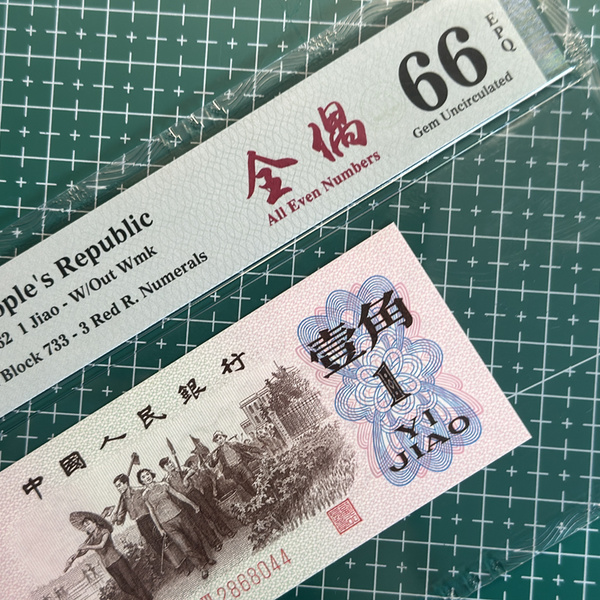 66
EPQ
Gem Uncirculated
全偶
All Even Numbers
ople's Republic
62 1 Jiao - W/Out Wmk
Block 733 - 3 Red R. Numerals
中國人民銀行
壹角
1
YI
JIAO
2868044